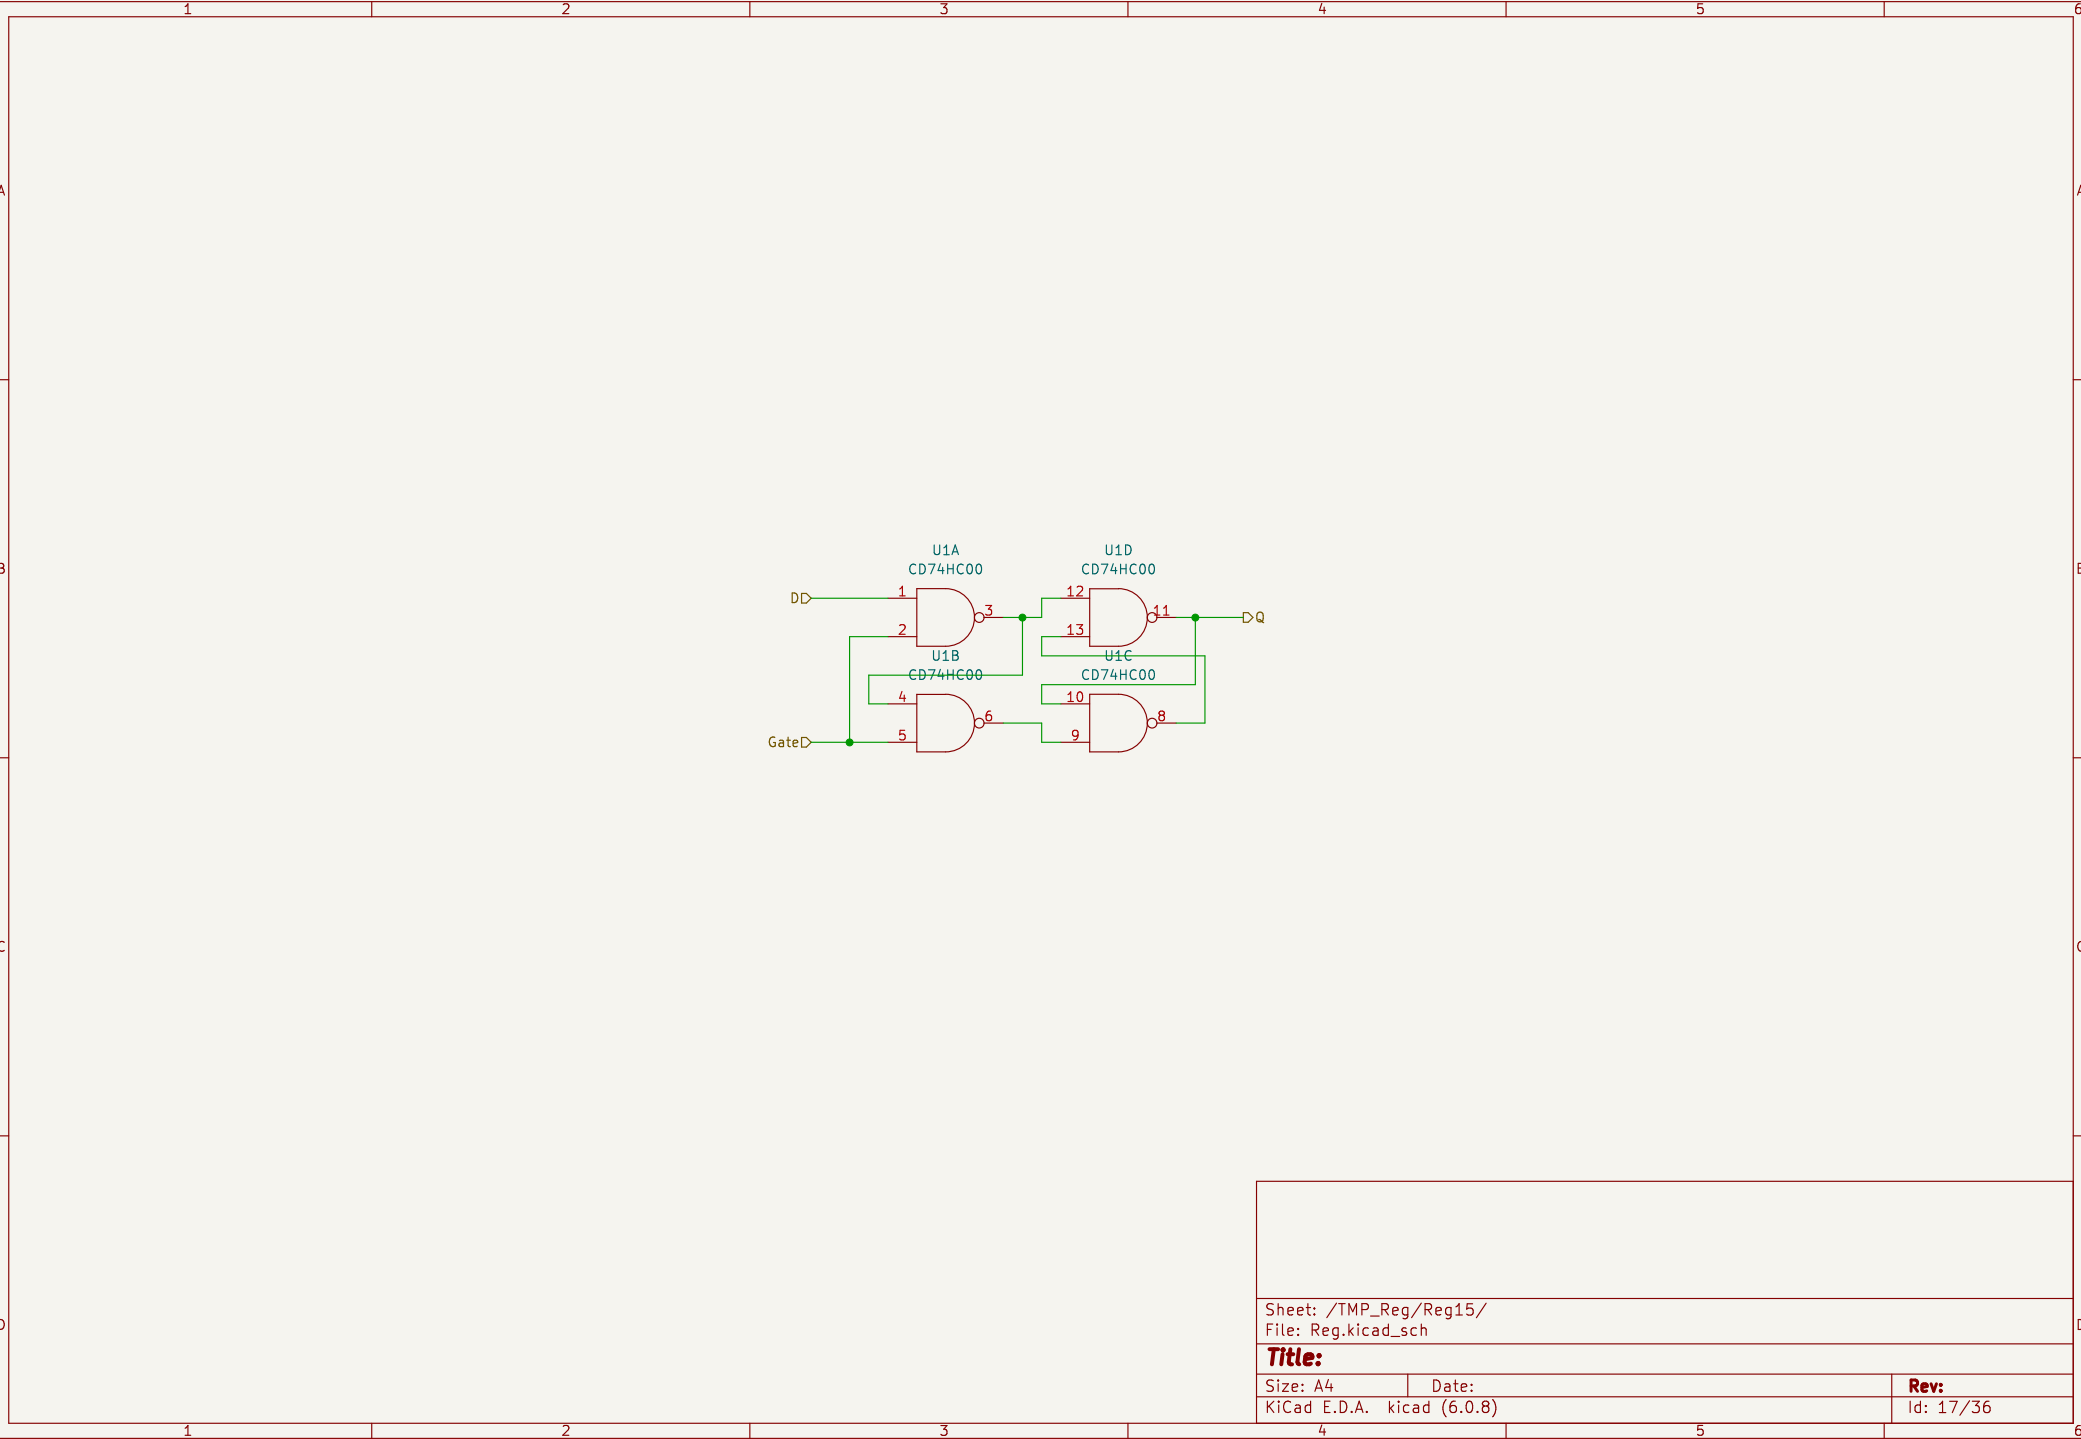 1 2 3 4 5 6
A A
B B
C C
D D
U1A U1D
CD74HC00 CD74HC00
D 1 3 12 11 Q
2 13
U1B U1C
CD74HC00 CD74HC00
4 6 10 8
Gate 5 9
Sheet: /TMP_Reg/Reg15/
File: Reg.kicad_sch
Title:
Size: A4 Date: Rev:
KiCad E.D.A. kicad (6.0.8) Id: 17/36
1 2 3 4 5 6